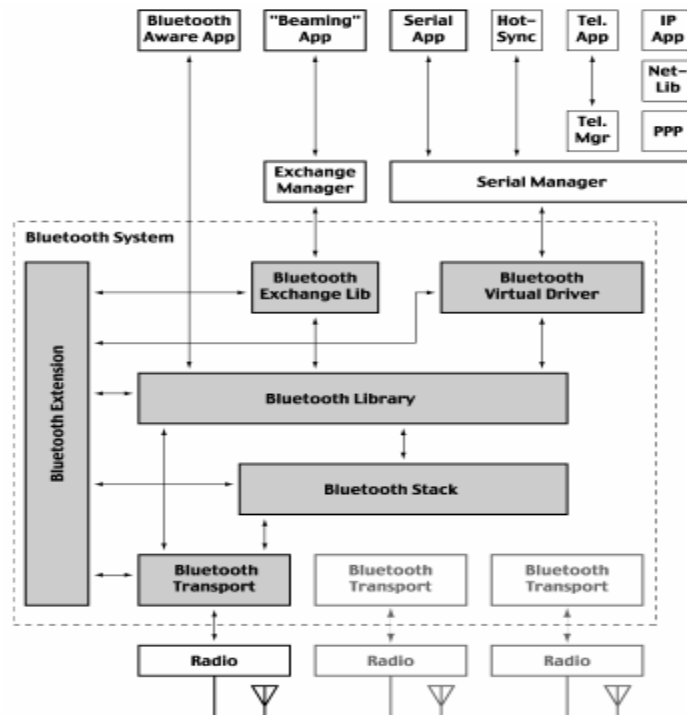 Bluetooth
Aware App
"Beaming"
App
Serial
App
Hot-
Sync
Tel.
App
IP
App
Net-
Lib
Tel.
Mgr
PPP
Exchange
Manager
Serial Manager
Bluetooth System
Bluetooth
Exchange Lib
Bluetooth
Virtual Driver
Bluetooth Extension
Bluetooth Library
Bluetooth Stack
Bluetooth
Transport
Bluetooth
Transport
Bluetooth
Transport
Radio
Radio
Radio